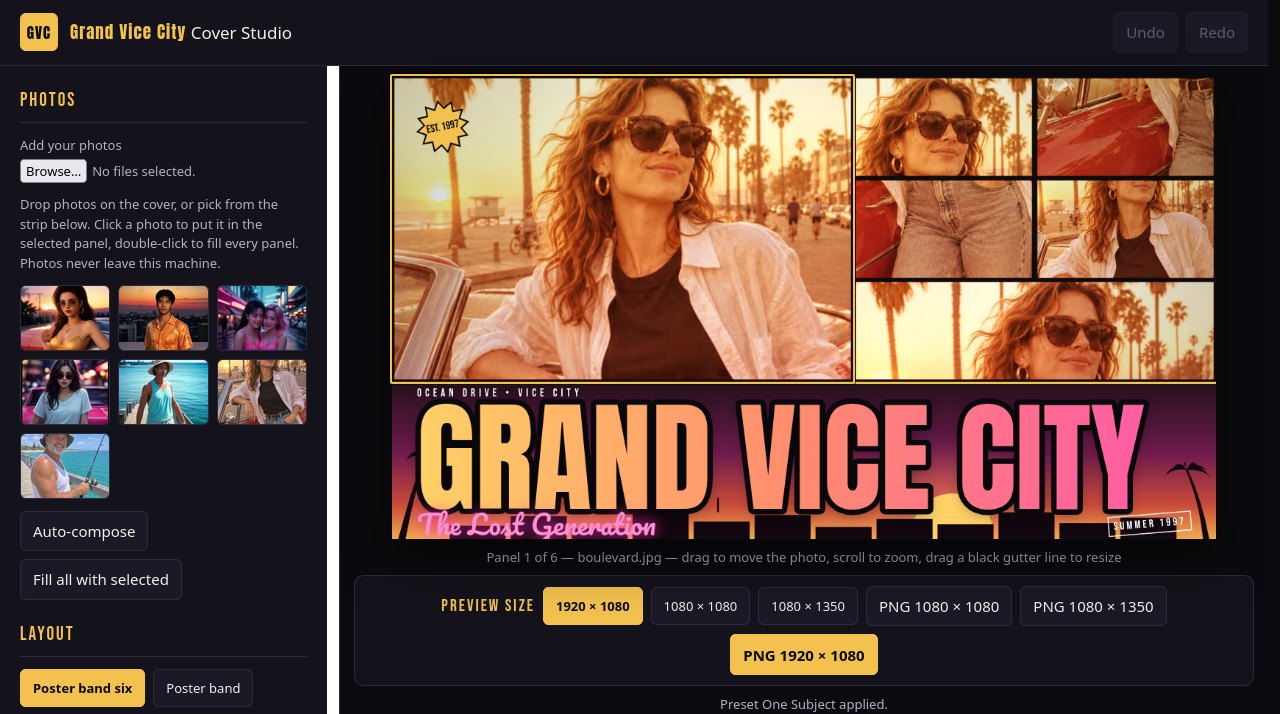 GVC
Grand Vice City Cover Studio
Undo
Redo
PHOTOS
Add your photos
Browse... No files selected.
Drop photos on the cover, or pick from the
strip below. Click a photo to put it in the
selected panel, double-click to fill every panel.
Photos never leave this machine.
Auto-compose
Fill all with selected
LAYOUT
Poster band six
Poster band
EST. 1997
OCEAN DRIVE • VICE CITY
GRAND VICE CITY
The Lost Generation
SUMMER 1997
Panel 1 of 6 — boulevard.jpg — drag to move the photo, scroll to zoom, drag a black gutter line to resize
PREVIEW SIZE
1920 × 1080
1080 × 1080
1080 × 1350
PNG 1080 × 1080
PNG 1080 × 1350
PNG 1920 × 1080
Preset One Subject applied.